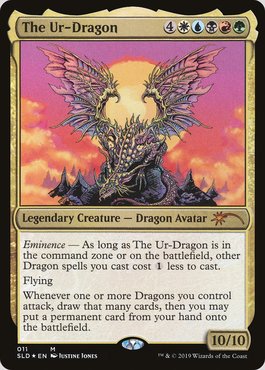 The Ur-Dragon 4
Legendary Creature — Dragon Avatar
Eminence — As long as The Ur-Dragon is in
the command zone or on the battlefield, other
Dragon spells you cast cost 1 less to cast.
Flying
Whenever one or more Dragons you control
attack, draw that many cards, then you may
put a permanent card from your hand onto
the battlefield.
10/10
011 M
SLD ★ EN Justine Jones
™ & © 2019 Wizards of the Coast